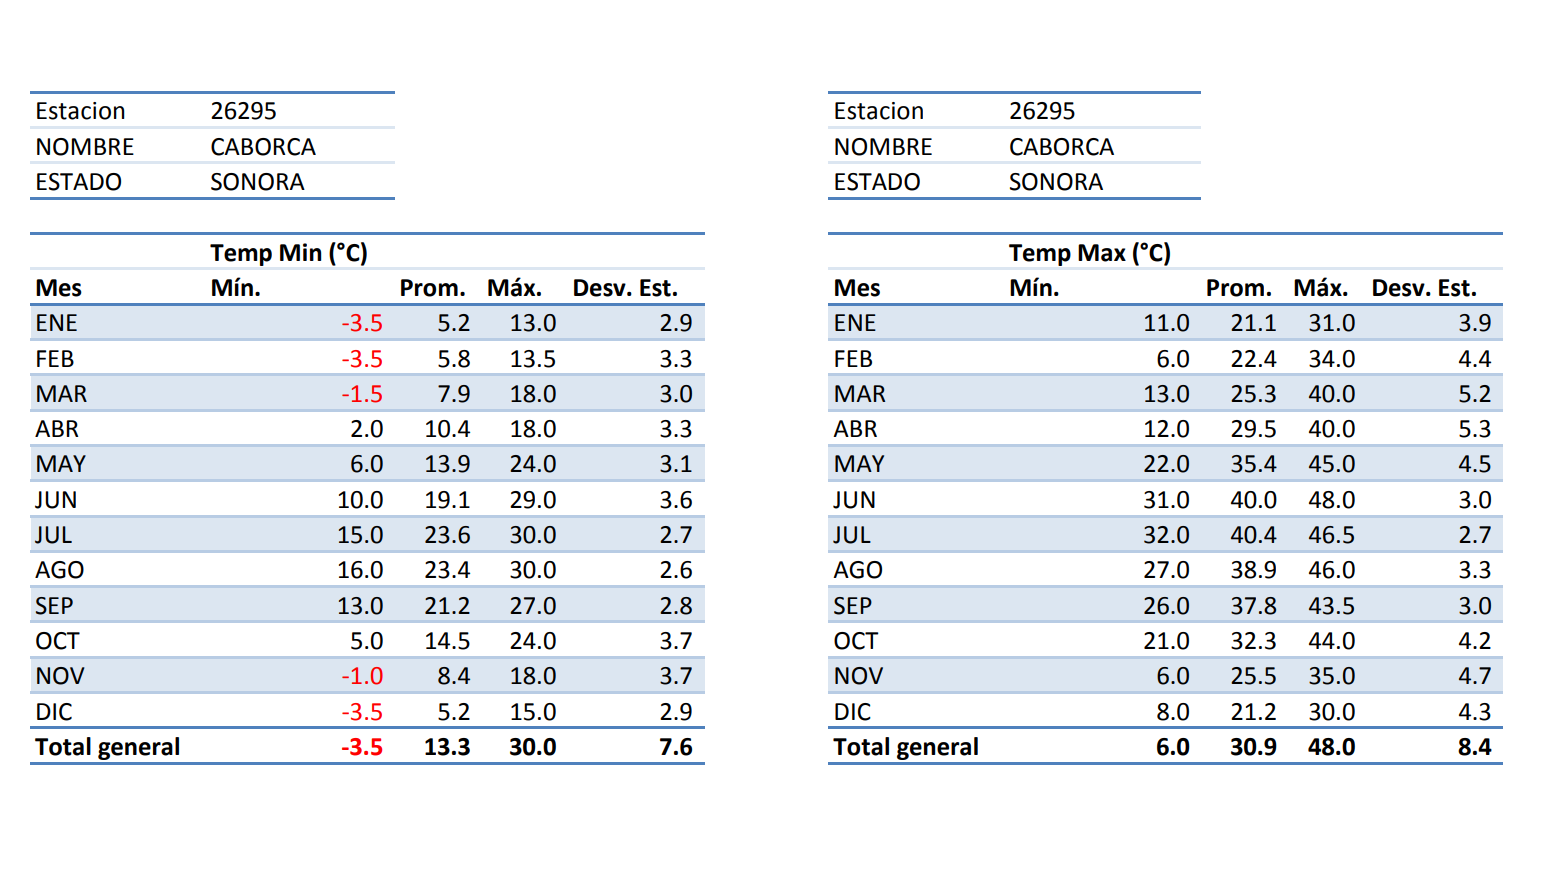 Estacion 26295
NOMBRE CABORCA
ESTADO SONORA
Temp Min (°C)
Mes Mín. Prom. Máx. Desv. Est.
ENE -3.5 5.2 13.0 2.9
FEB -3.5 5.8 13.5 3.3
MAR -1.5 7.9 18.0 3.0
ABR 2.0 10.4 18.0 3.3
MAY 6.0 13.9 24.0 3.1
JUN 10.0 19.1 29.0 3.6
JUL 15.0 23.6 30.0 2.7
AGO 16.0 23.4 30.0 2.6
SEP 13.0 21.2 27.0 2.8
OCT 5.0 14.5 24.0 3.7
NOV -1.0 8.4 18.0 3.7
DIC -3.5 5.2 15.0 2.9
Total general -3.5 13.3 30.0 7.6
Estacion 26295
NOMBRE CABORCA
ESTADO SONORA
Temp Max (°C)
Mes Mín. Prom. Máx. Desv. Est.
ENE 11.0 21.1 31.0 3.9
FEB 6.0 22.4 34.0 4.4
MAR 13.0 25.3 40.0 5.2
ABR 12.0 29.5 40.0 5.3
MAY 22.0 35.4 45.0 4.5
JUN 31.0 40.0 48.0 3.0
JUL 32.0 40.4 46.5 2.7
AGO 27.0 38.9 46.0 3.3
SEP 26.0 37.8 43.5 3.0
OCT 21.0 32.3 44.0 4.2
NOV 6.0 25.5 35.0 4.7
DIC 8.0 21.2 30.0 4.3
Total general 6.0 30.9 48.0 8.4